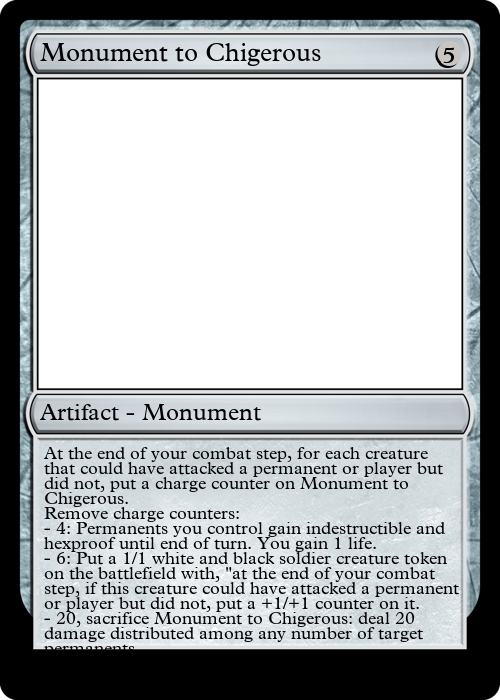 Monument to Chigerous
5
Artifact - Monument
At the end of your combat step, for each creature
that could have attacked a permanent or player but
did not, put a charge counter on Monument to
Chigerous.
Remove charge counters:
- 4: Permanents you control gain indestructible and
hexproof until end of turn. You gain 1 life.
- 6: Put a 1/1 white and black soldier creature token
on the battlefield with, "at the end of your combat
step, if this creature could have attacked a permanent
or player but did not, put a +1/+1 counter on it.
- 20, sacrifice Monument to Chigerous: deal 20
damage distributed among any number of target
permanents